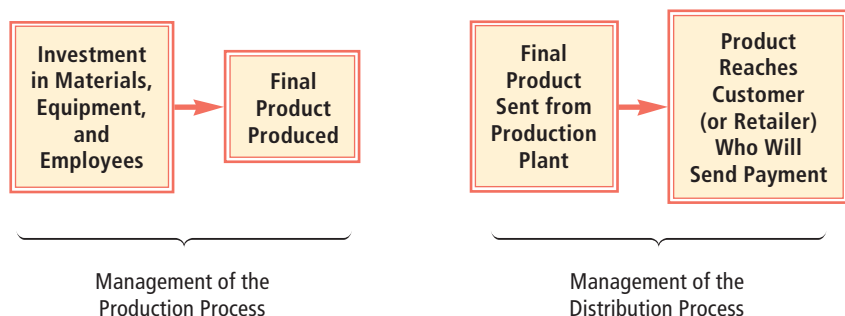 Investment
in Materials,
Equipment,
and
Employees
Final
Product
Produced
Final
Product
Sent from
Production
Plant
Product
Reaches
Customer
(or Retailer)
Who Will
Send Payment
Management of the
Production Process
Management of the
Distribution Process